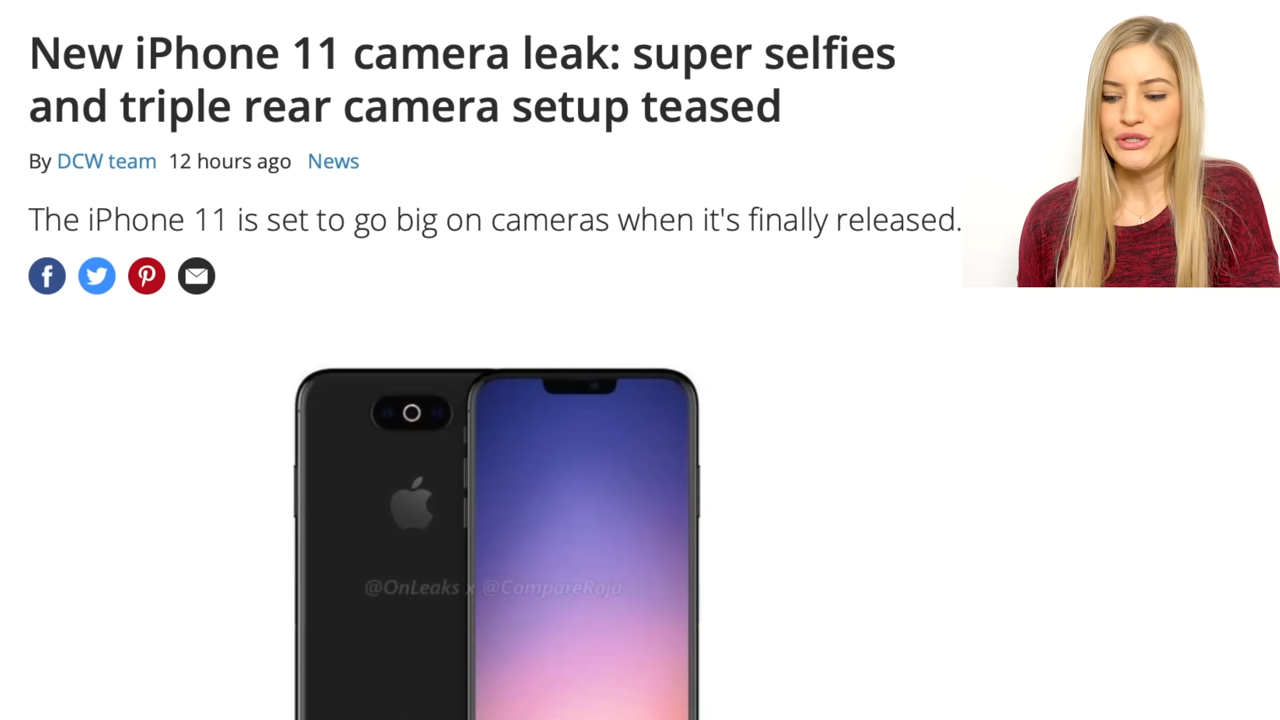 New iPhone 11 camera leak: super selfies
and triple rear camera setup teased
By DCW team 12 hours ago News
The iPhone 11 is set to go big on cameras when it's finally released.
@OnLeaks x @CompareRaja